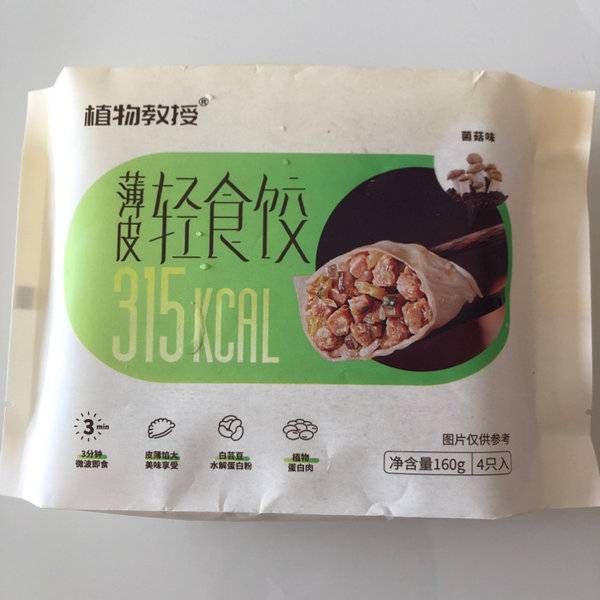 植物教授®
菌菇味
薄皮轻食饺
315KCAL
3min
3分钟
微波即食
皮薄馅大
美味享受
白芸豆
水解蛋白粉
植物
蛋白肉
图片仅供参考
净含量160g 4只入